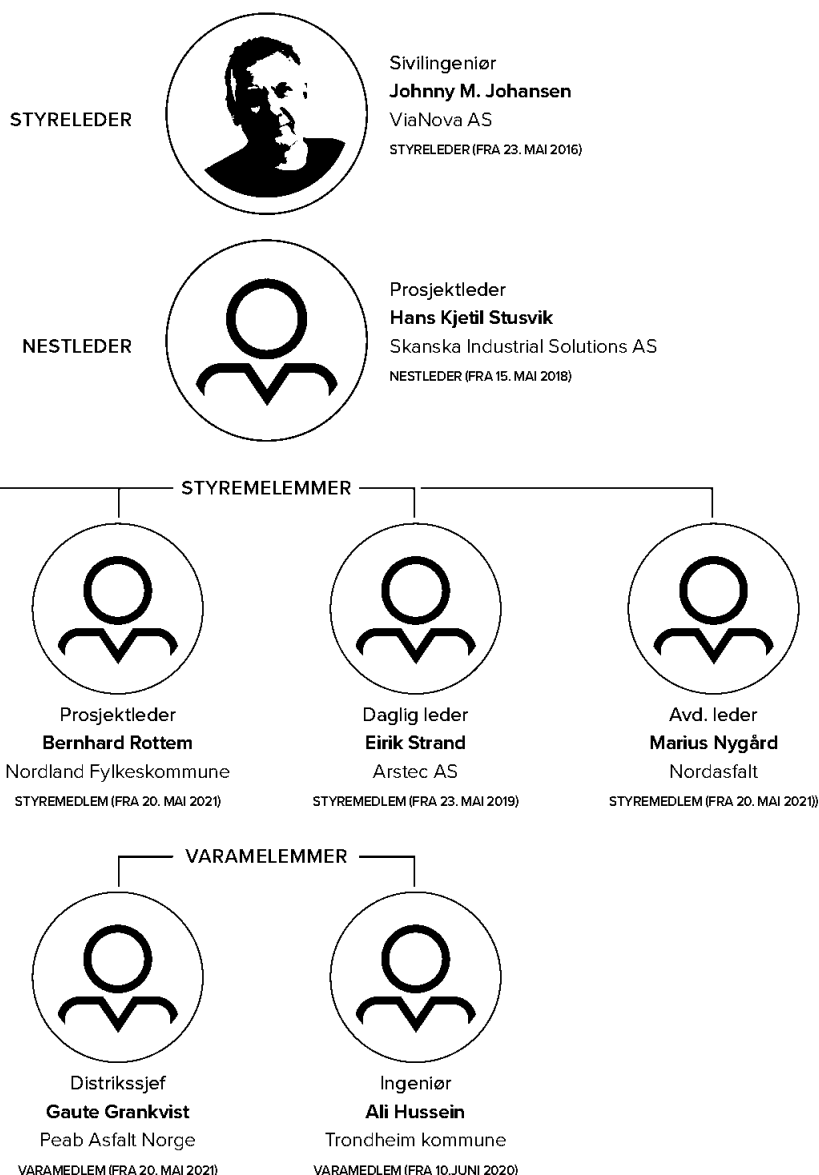 STYRELEDER
Sivilingeniør
Johnny M. Johansen
ViaNova AS
STYRELEDER (FRA 23. MAI 2016)
NESTLEDER
Prosjektleder
Hans Kjetil Stusvik
Skanska Industrial Solutions AS
NESTLEDER (FRA 15. MAI 2018)
STYREMELEMMER
Prosjektleder
Bernhard Rottem
Nordland Fylkeskommune
STYREMEDLEM (FRA 20. MAI 2021)
Daglig leder
Eirik Strand
Arstec AS
STYREMEDLEM (FRA 23. MAI 2019)
Avd. leder
Marius Nygård
Nordasfalt
STYREMEDLEM (FRA 20. MAI 2021))
VARAMELEMMER
Distrikssjef
Gaute Grankvist
Peab Asfalt Norge
VARAMEDLEM (FRA 20. MAI 2021)
Ingeniør
Ali Hussein
Trondheim kommune
VARAMEDLEM (FRA 10.JUNI 2020)